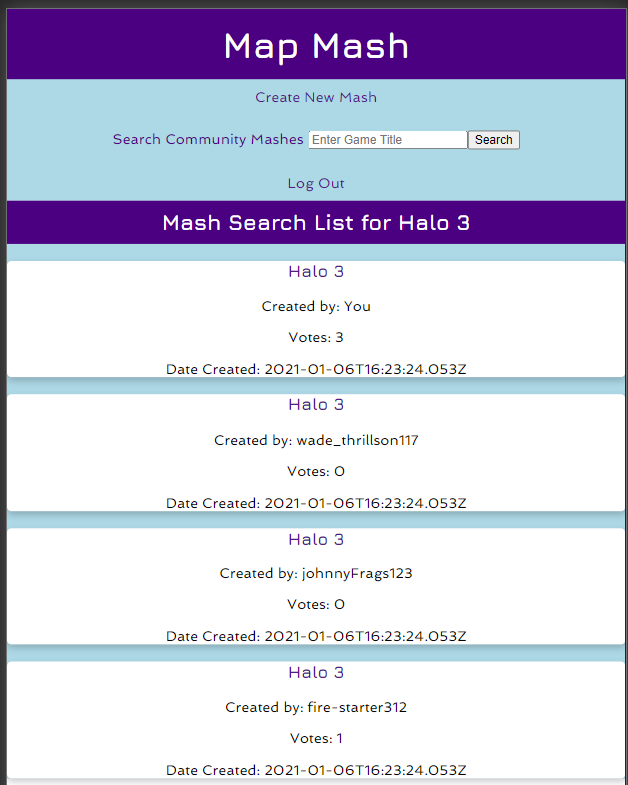 Map Mash
Create New Mash
Search Community Mashes Enter Game Title Search
Log Out
Mash Search List for Halo 3
Halo 3
Created by: You
Votes: 3
Date Created: 2021-01-06T16:23:24.053Z
Halo 3
Created by: wade_thrillson117
Votes: 0
Date Created: 2021-01-06T16:23:24.053Z
Halo 3
Created by: johnnyFrags123
Votes: 0
Date Created: 2021-01-06T16:23:24.053Z
Halo 3
Created by: fire-starter312
Votes: 1
Date Created: 2021-01-06T16:23:24.053Z